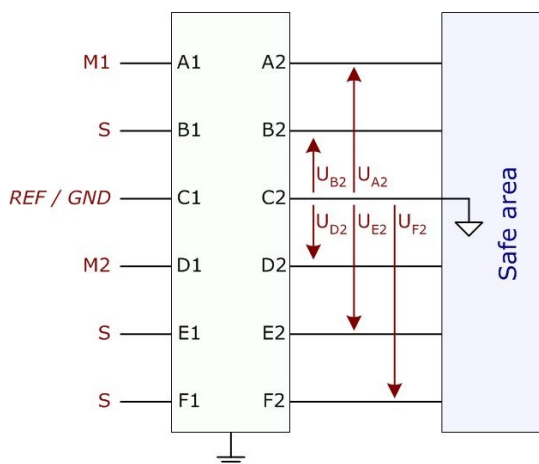 M1 A1 A2
S B1 B2
U_B2 U_A2
REF / GND C1 C2
U_D2 U_E2 U_F2
M2 D1 D2
S E1 E2
S F1 F2
Safe area